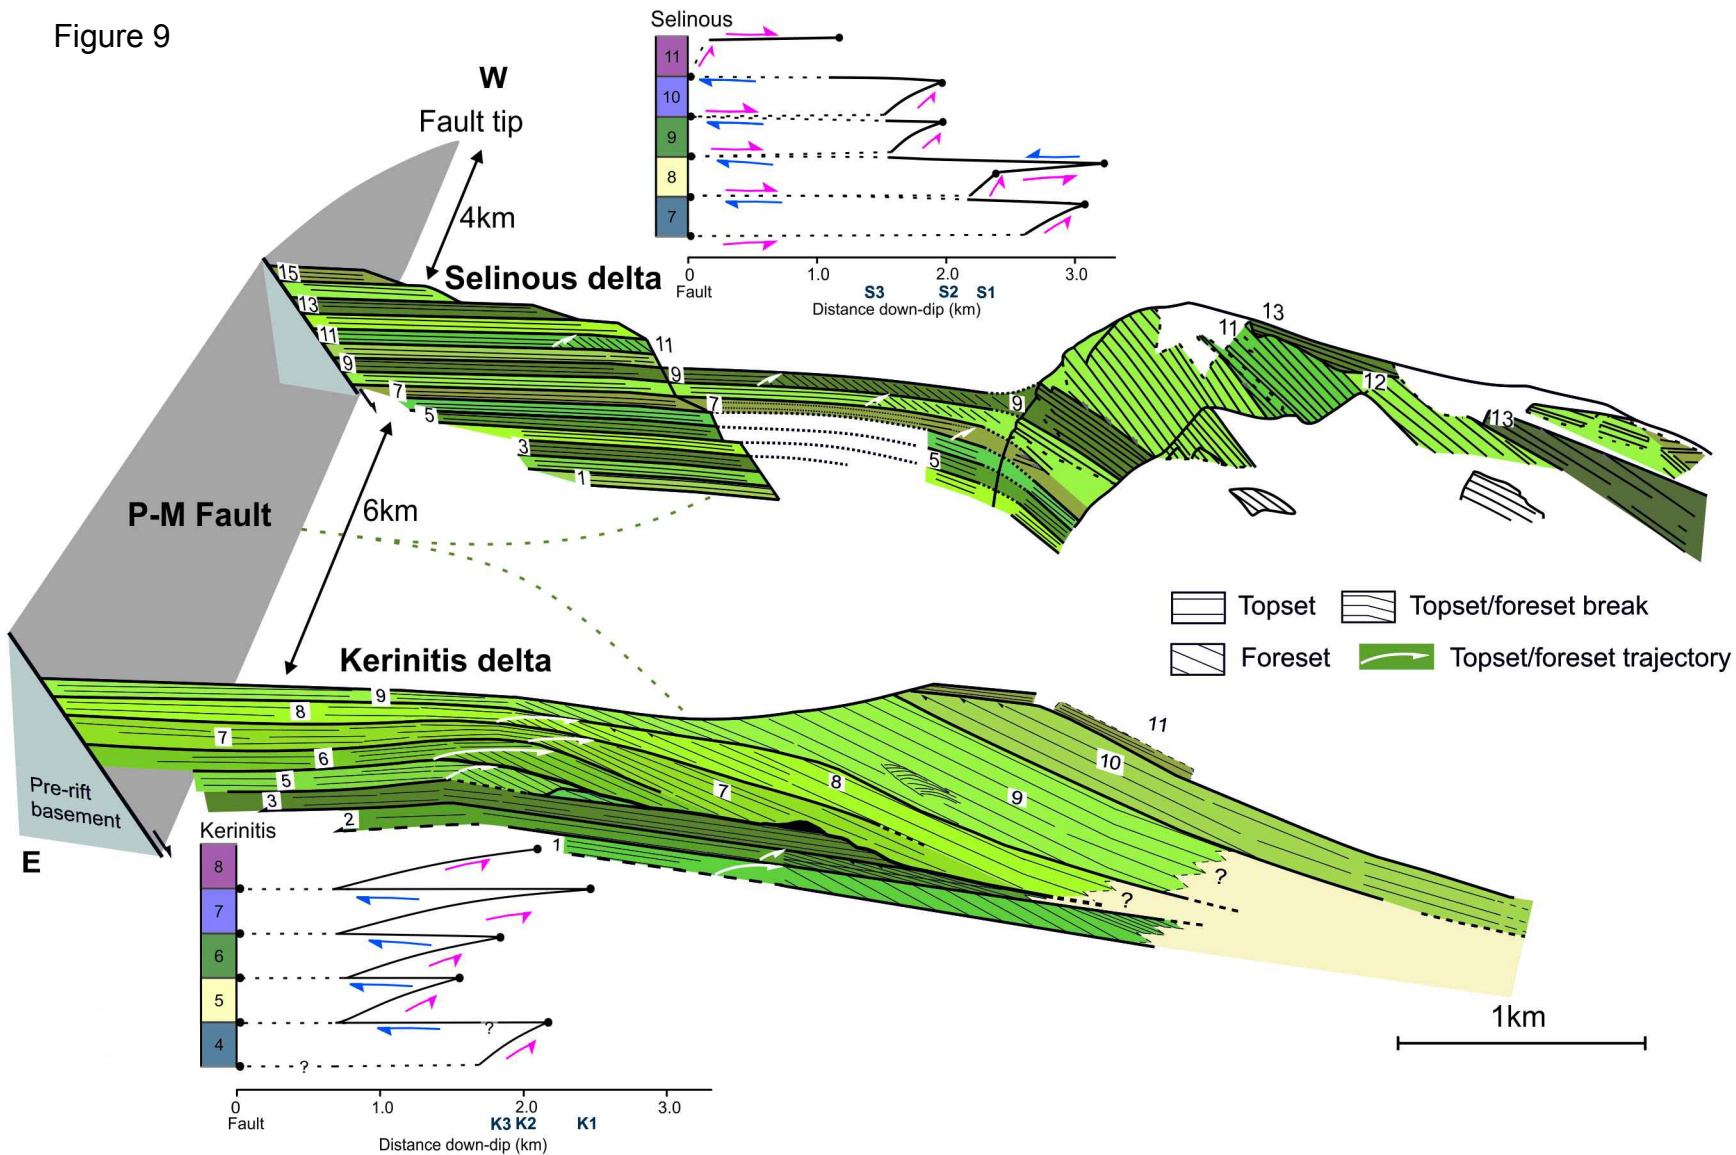 Figure 9
Selinous
11
10
9
8
7
0
1.0
2.0
3.0
Fault
S3
S2
S1
Distance down-dip (km)
W
Fault tip
4km
Selinous delta
15
13
11
9
7
5
3
1
11
9
7
5
9
11
13
12
13
P-M Fault
6km
Topset
Topset/foreset break
Foreset
Topset/foreset trajectory
Kerinitis delta
9
8
7
6
5
3
2
1
7
8
9
10
11
?
?
Pre-rift
basement
E
Kerinitis
8
7
6
5
4
?
?
0
1.0
2.0
3.0
Fault
K3
K2
K1
Distance down-dip (km)
1km